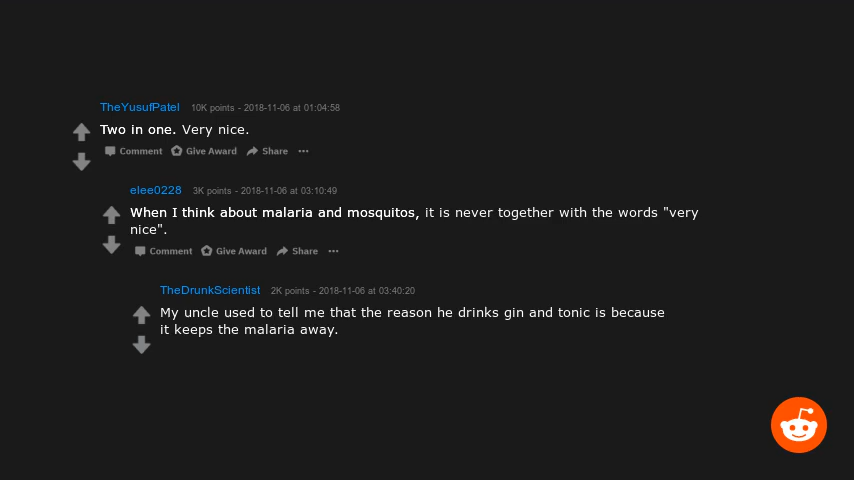 TheYusufPatel 10K points - 2018-11-06 at 01:04:58
Two in one. Very nice.
Comment Give Award Share ···
elee0228 3K points - 2018-11-06 at 03:10:49
When I think about malaria and mosquitos, it is never together with the words "very
nice".
Comment Give Award Share ···
TheDrunkScientist 2K points - 2018-11-06 at 03:40:20
My uncle used to tell me that the reason he drinks gin and tonic is because
it keeps the malaria away.